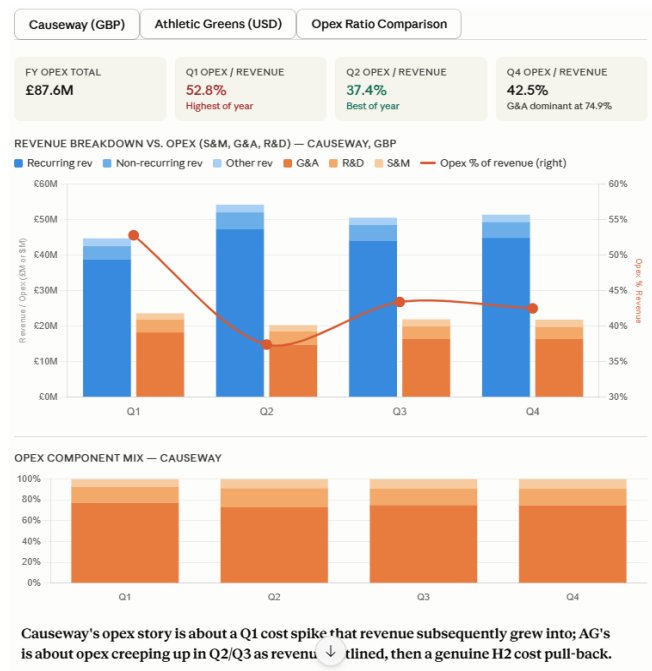 Causeway (GBP) Athletic Greens (USD) Opex Ratio Comparison
FY OPEX TOTAL
£87.6M
Q1 OPEX / REVENUE
52.8%
Highest of year
Q2 OPEX / REVENUE
37.4%
Best of year
Q4 OPEX / REVENUE
42.5%
G&A dominant at 74.9%
REVENUE BREAKDOWN VS. OPEX (S&M, G&A, R&D) — CAUSEWAY, GBP
Recurring rev Non-recurring rev Other rev G&A R&D S&M Opex % of revenue (right)
£60M 60%
£50M 55%
50%
£40M
£30M 45%
£20M 40%
£10M 35%
£0M 30%
Revenue / Opex (£M or $M)
Opex % Revenue
Q1 Q2 Q3 Q4
OPEX COMPONENT MIX — CAUSEWAY
100%
80%
60%
40%
20%
0%
Q1 Q2 Q3 Q4
Causeway's opex story is about a Q1 cost spike that revenue subsequently grew into; AG's
is about opex creeping up in Q2/Q3 as tlined, then a genuine H2 cost pull-back.